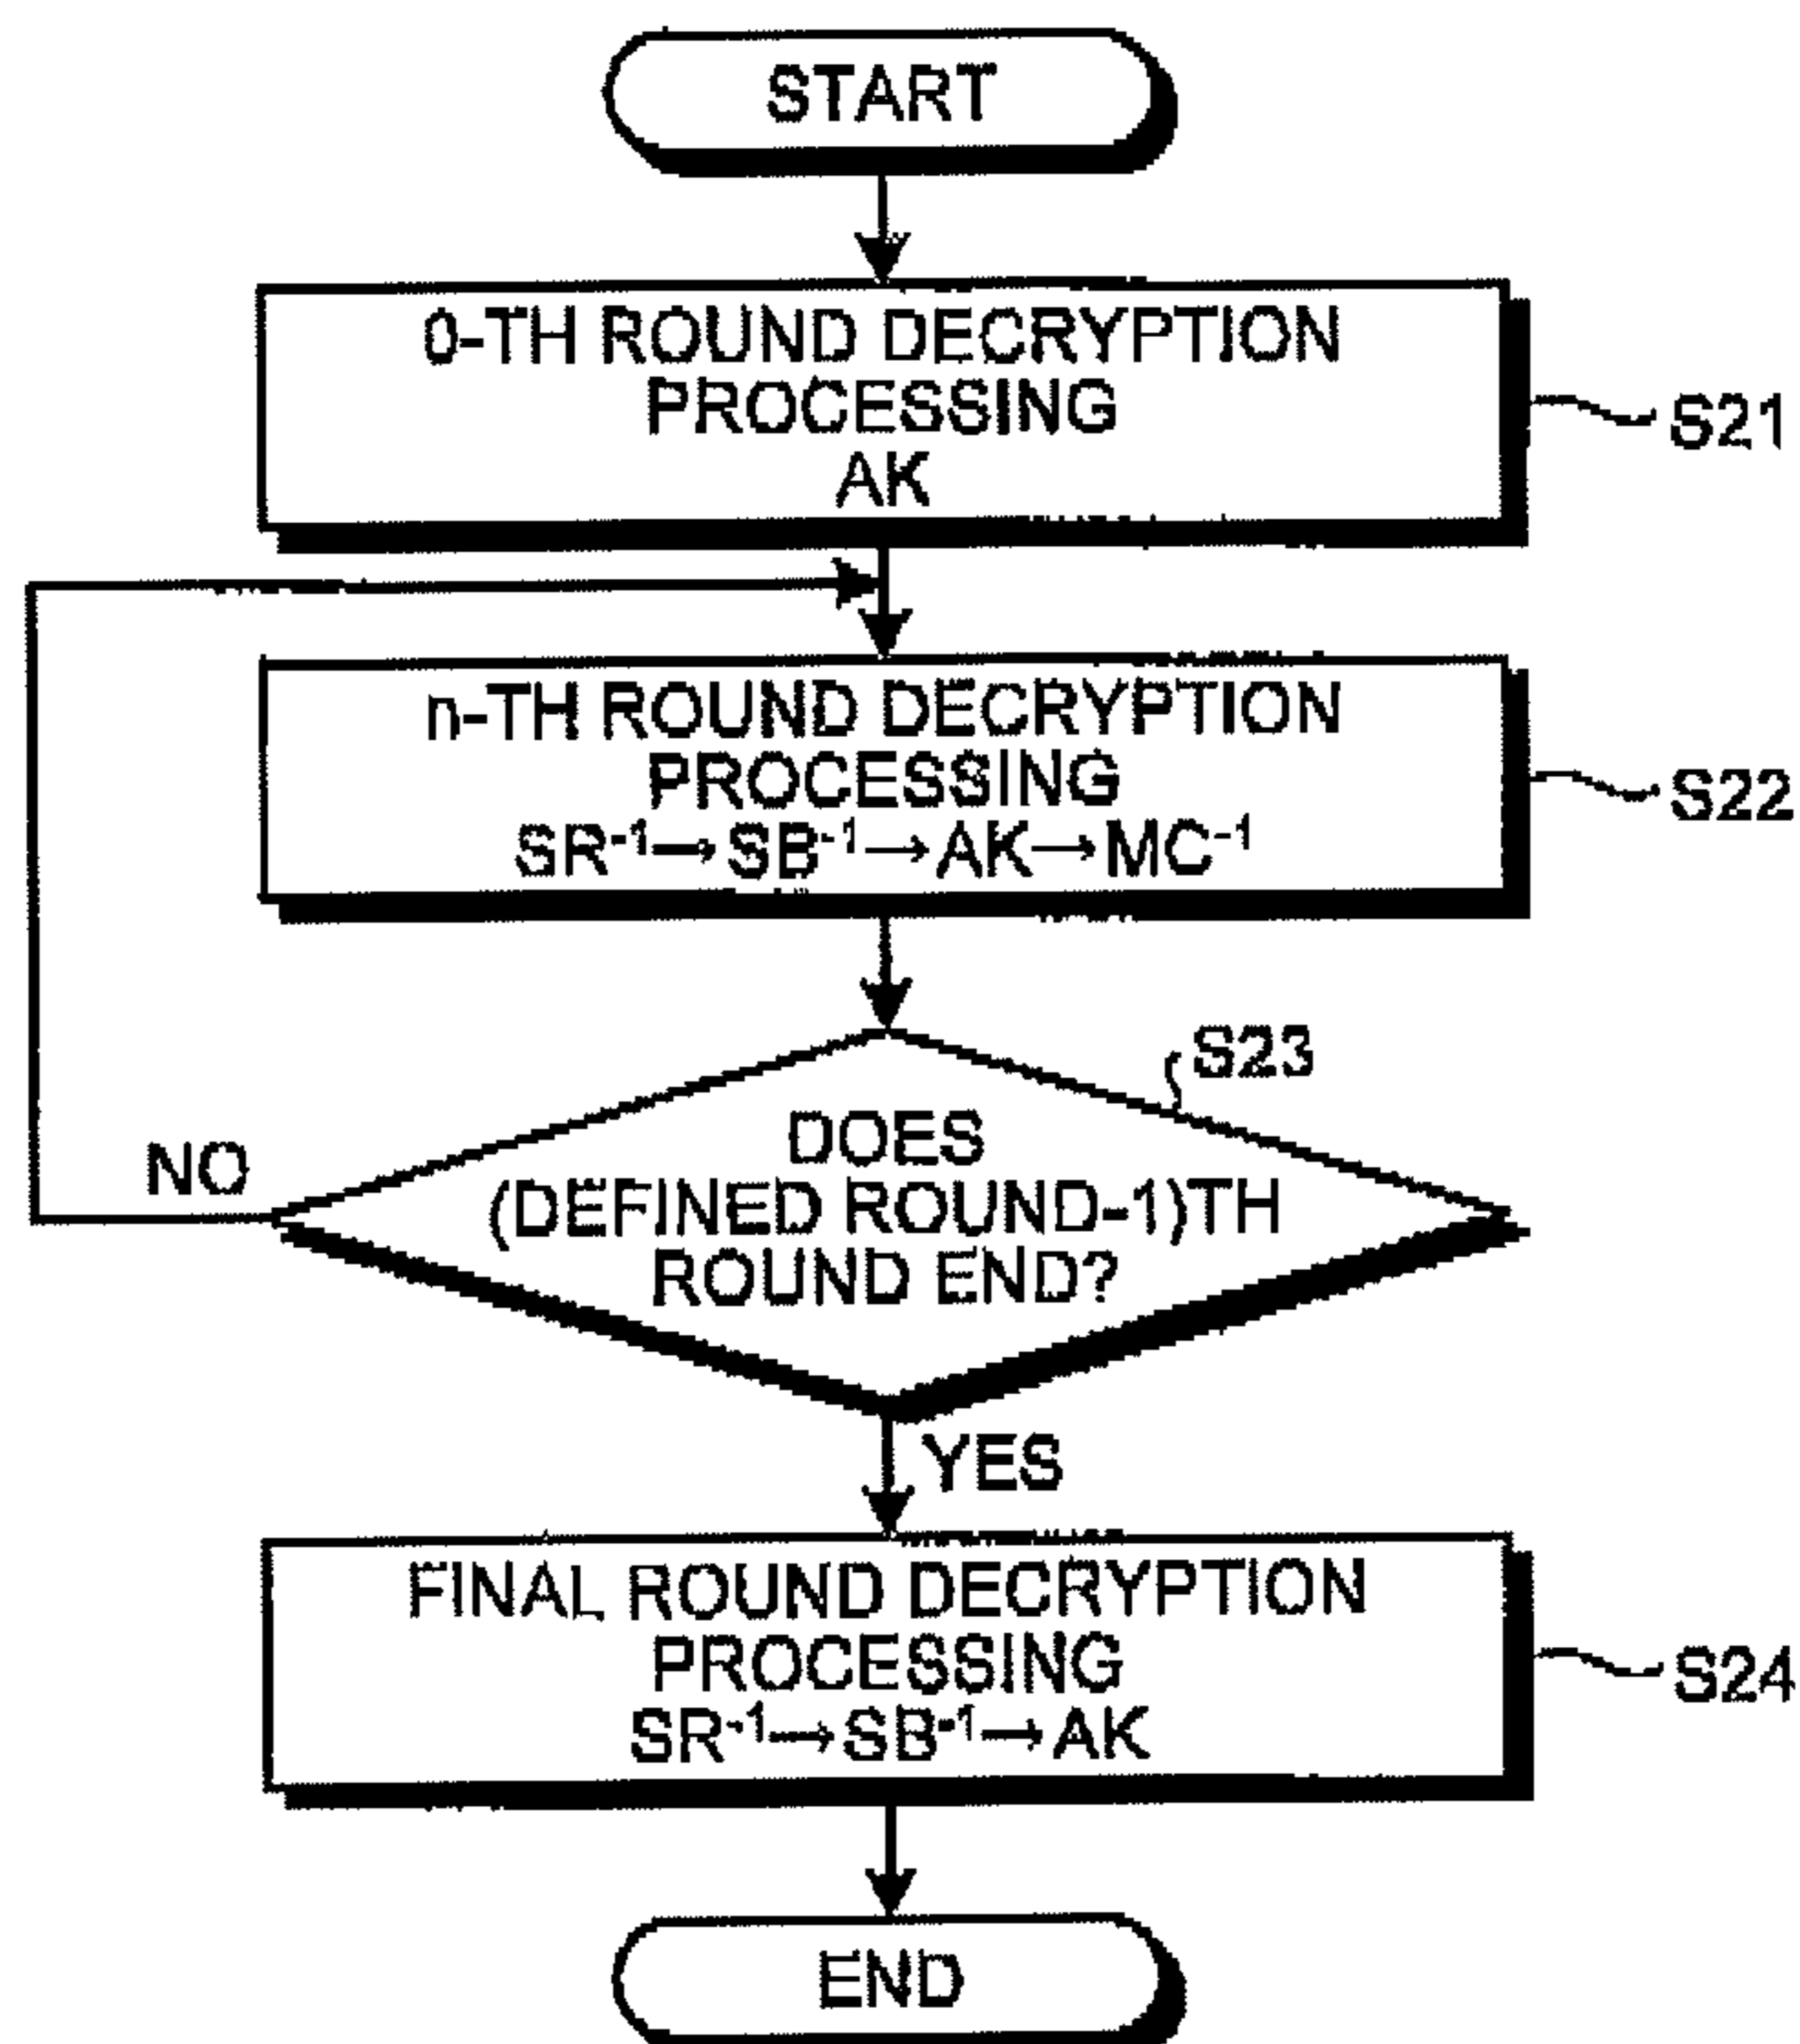 START
0-TH ROUND DECRYPTION
PROCESSING
AK
S21
n-TH ROUND DECRYPTION
PROCESSING
SR⁻¹→SB⁻¹→AK→MC⁻¹
S22
S23
DOES
(DEFINED ROUND-1)TH
ROUND END?
NO
YES
FINAL ROUND DECRYPTION
PROCESSING
SR⁻¹→SB⁻¹→AK
S24
END